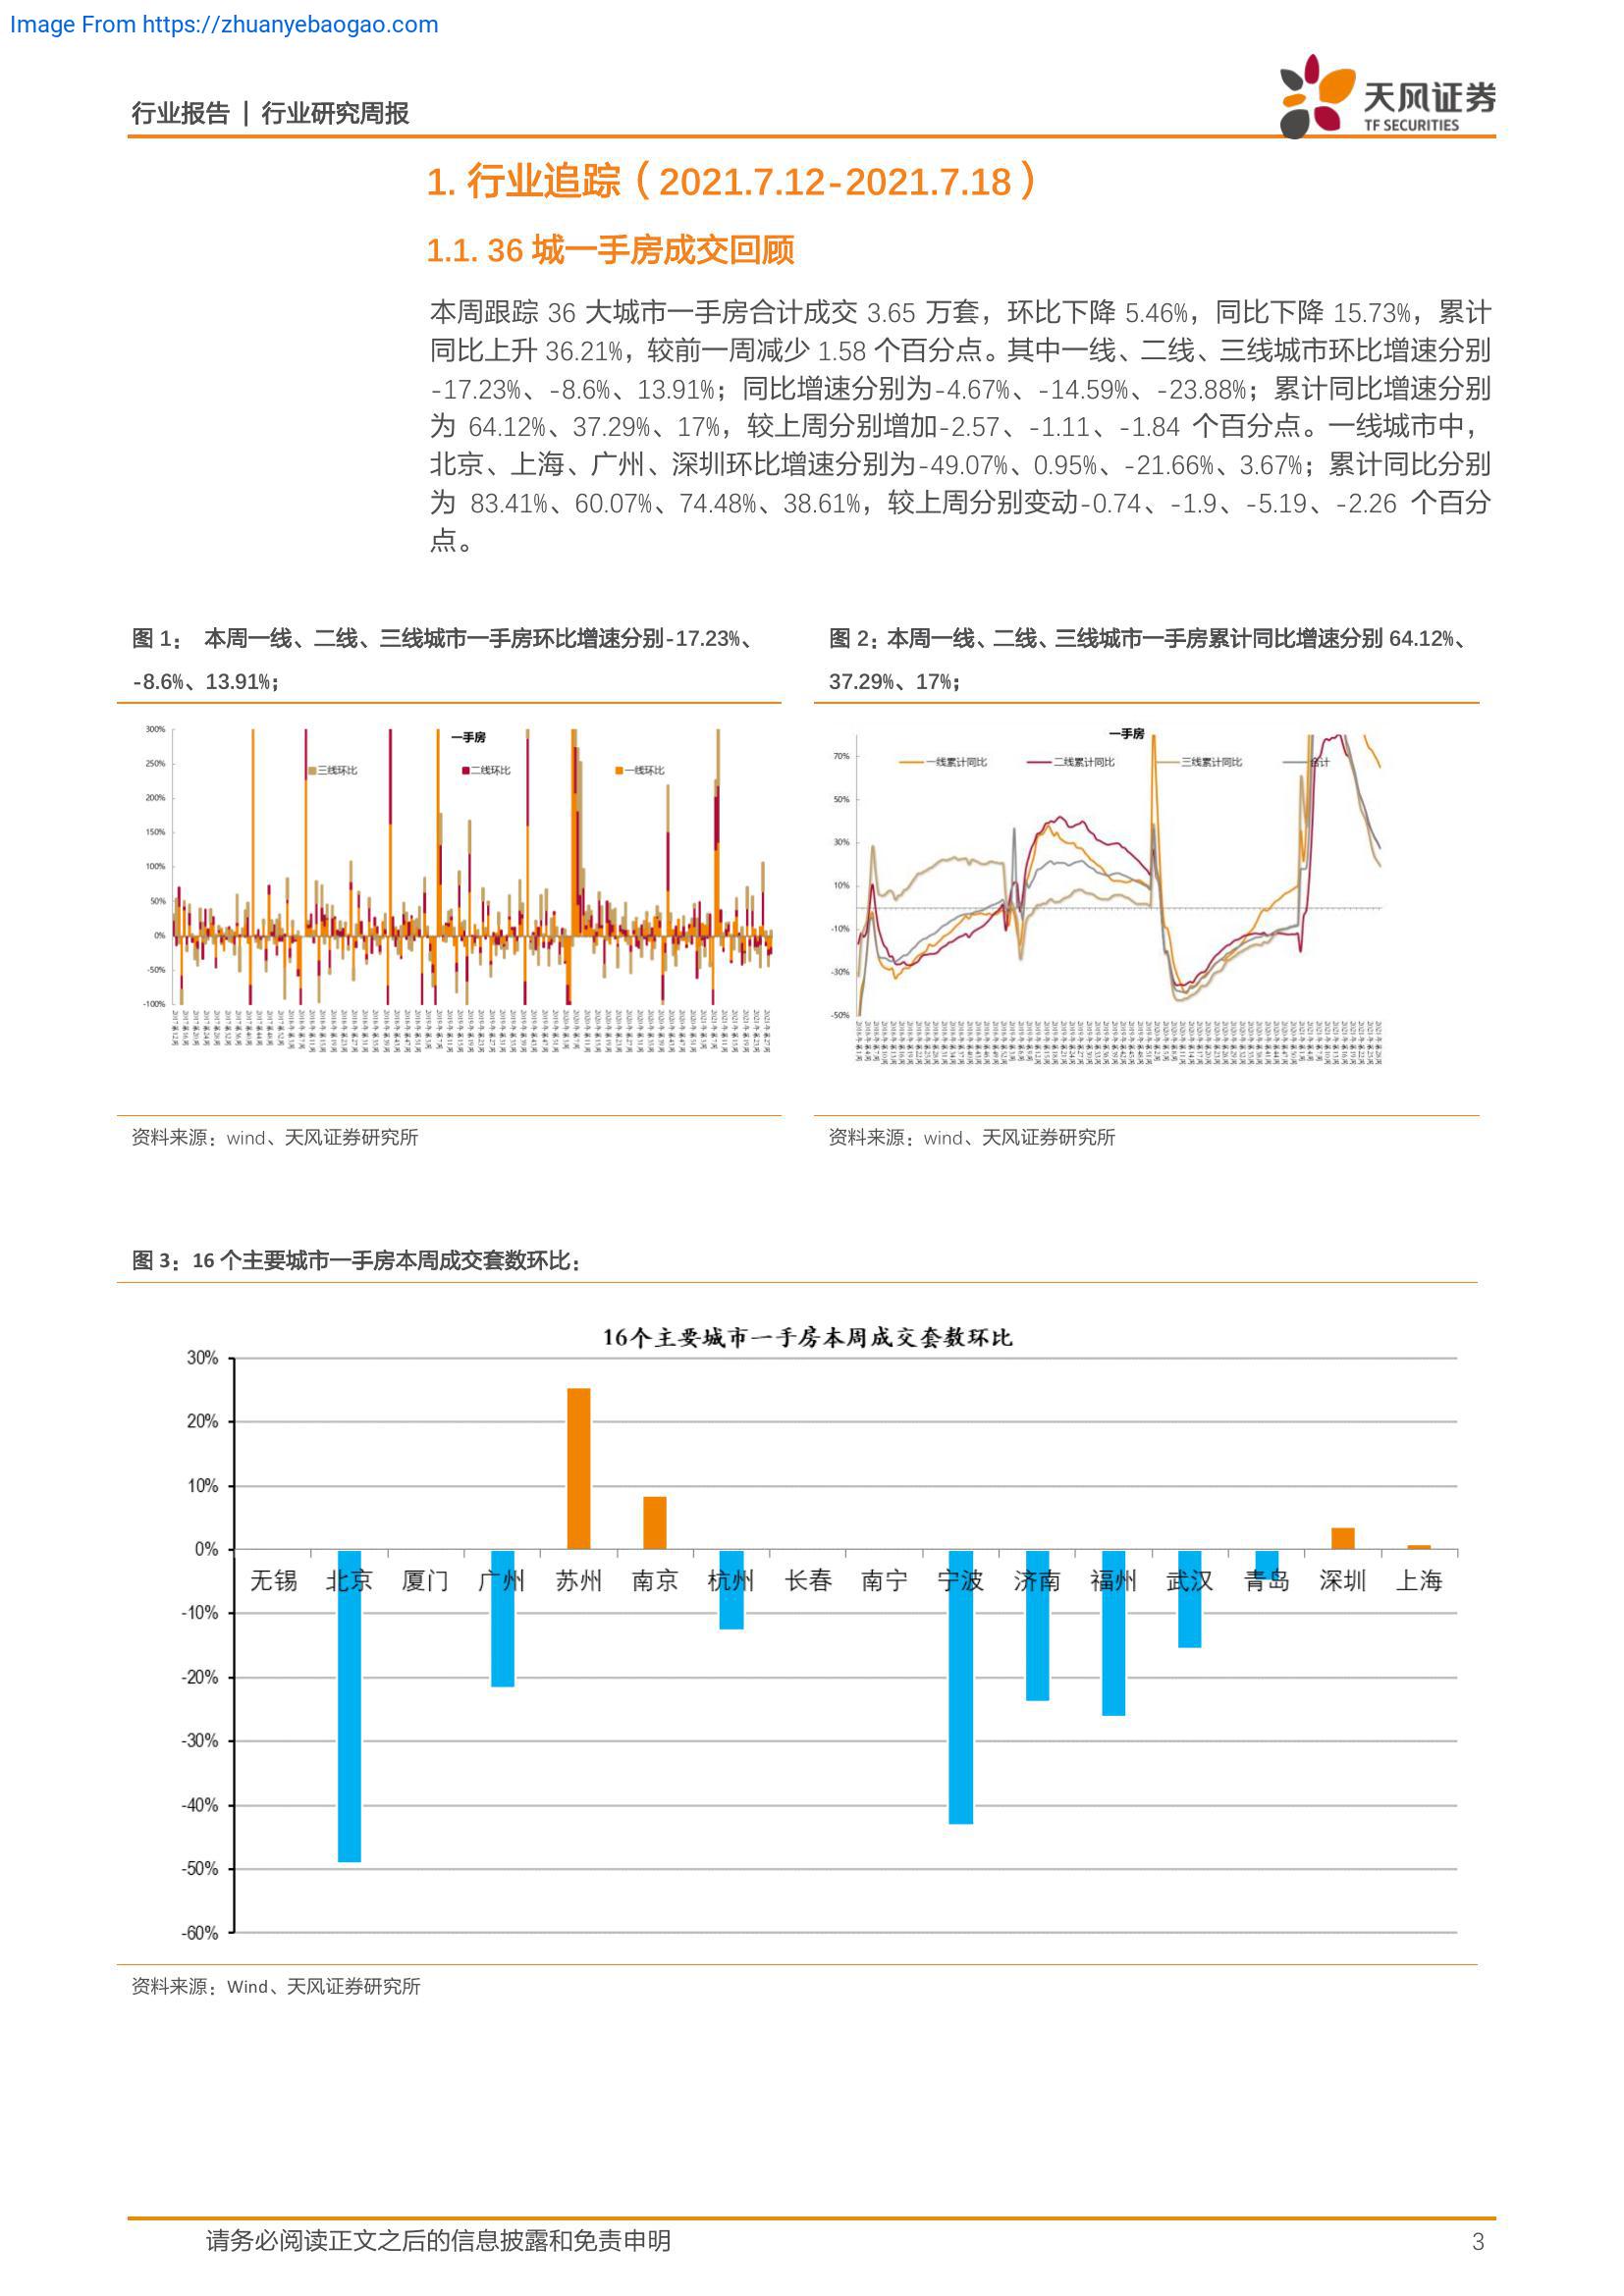 Image From https://zhuanyebaogao.com
行业报告 | 行业研究周报
天风证券
TF SECURITIES
1. 行业追踪（2021.7.12-2021.7.18）
1.1. 36 城一手房成交回顾
本周跟踪 36 大城市一手房合计成交 3.65 万套，环比下降 5.46%，同比下降 15.73%，累计
同比上升 36.21%，较前一周减少 1.58 个百分点。其中一线、二线、三线城市环比增速分别
-17.23%、-8.6%、13.91%；同比增速分别为-4.67%、-14.59%、-23.88%；累计同比增速分别
为 64.12%、37.29%、17%，较上周分别增加-2.57、-1.11、-1.84 个百分点。一线城市中，
北京、上海、广州、深圳环比增速分别为-49.07%、0.95%、-21.66%、3.67%；累计同比分别
为 83.41%、60.07%、74.48%、38.61%，较上周分别变动-0.74、-1.9、-5.19、-2.26 个百分
点。
图 1： 本周一线、二线、三线城市一手房环比增速分别-17.23%、
-8.6%、13.91%；
一手房
三线环比 二线环比 一线环比
300%
250%
200%
150%
100%
50%
0%
-50%
-100%
资料来源：wind、天风证券研究所
图 2：本周一线、二线、三线城市一手房累计同比增速分别 64.12%、
37.29%、17%；
一手房
一线累计同比 二线累计同比 三线累计同比 合计
70%
50%
30%
10%
-10%
-30%
-50%
资料来源：wind、天风证券研究所
图 3：16 个主要城市一手房本周成交套数环比：
16个主要城市一手房本周成交套数环比
30%
20%
10%
0%
无锡 北京 厦门 广州 苏州 南京 杭州 长春 南宁 宁波 济南 福州 武汉 青岛 深圳 上海
-10%
-20%
-30%
-40%
-50%
-60%
资料来源：Wind、天风证券研究所
请务必阅读正文之后的信息披露和免责申明 3